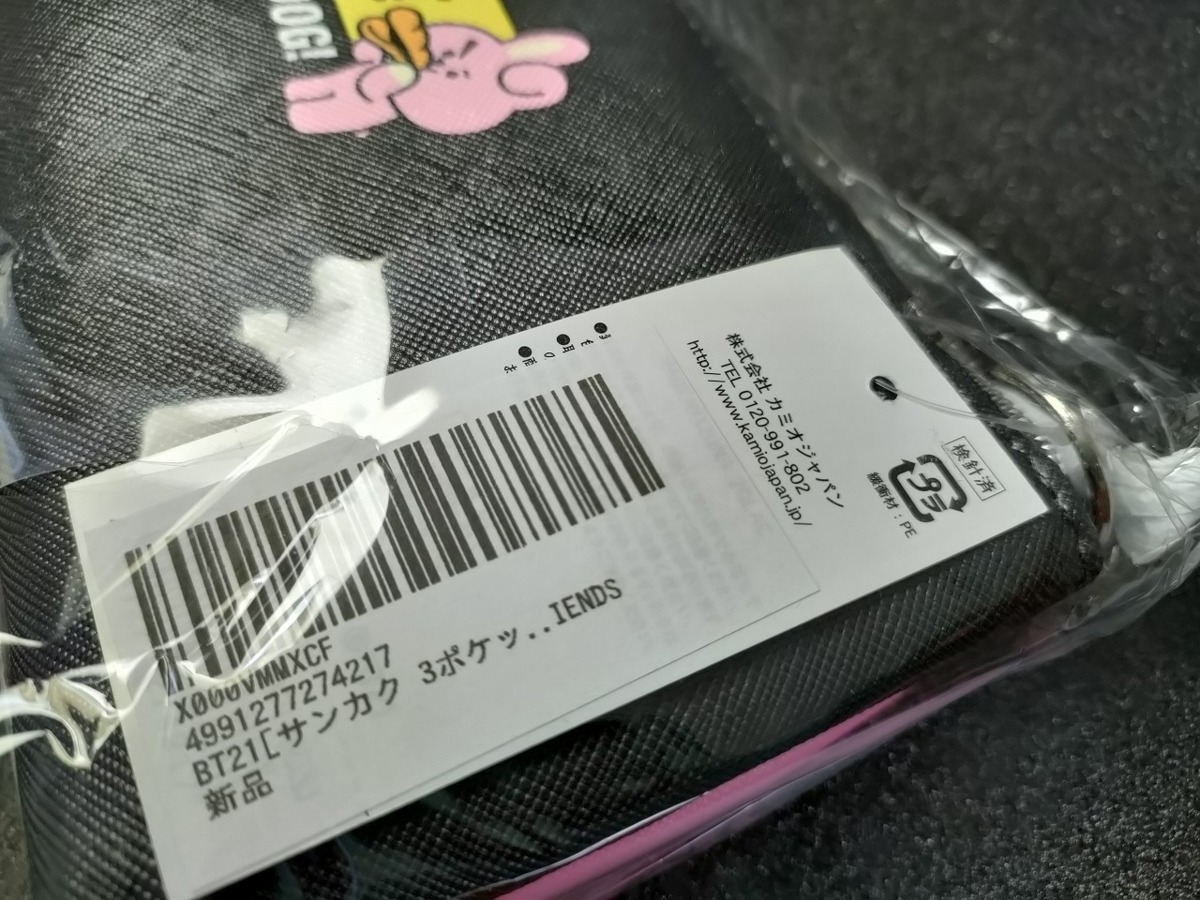 OOG!
株式会社 カミオジャパン
TEL 0120-991-802
http://www.kamiojapan.jp/
検針済
プラ
緩衝材：PE
X000VMMXCF
4991277274217
BT21[サンカク 3ポケッ..IENDS
新品